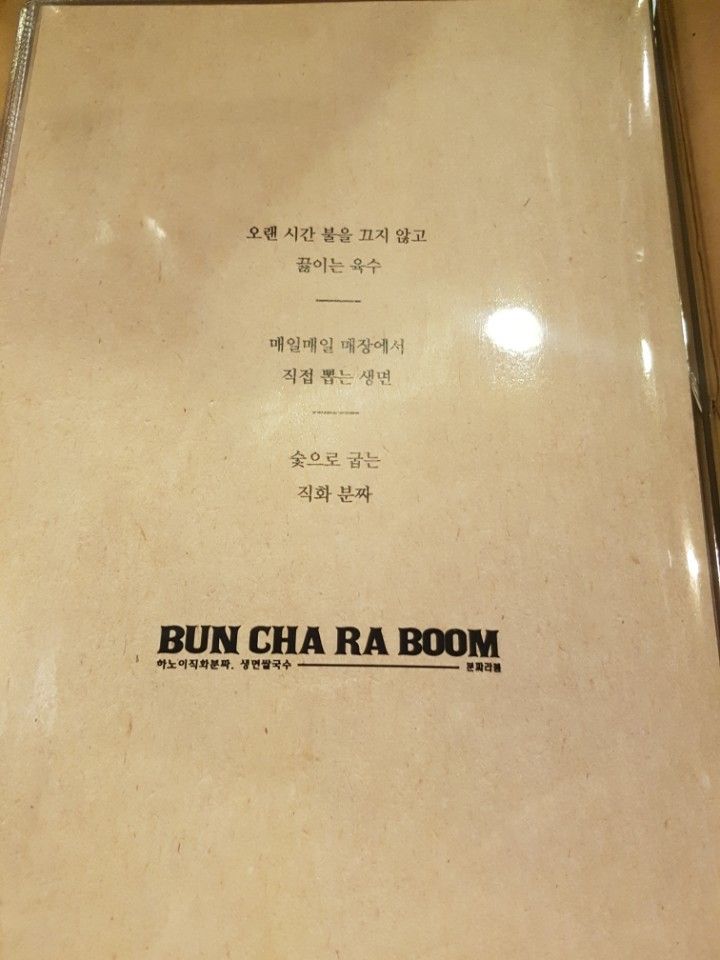 오랜 시간 불을 끄지 않고
끓이는 육수
매일매일 매장에서
직접 뽑는 생면
숯으로 굽는
직화 분짜
BUN CHA RA BOOM
하노이직화분짜. 생면쌀국수 분짜라붐